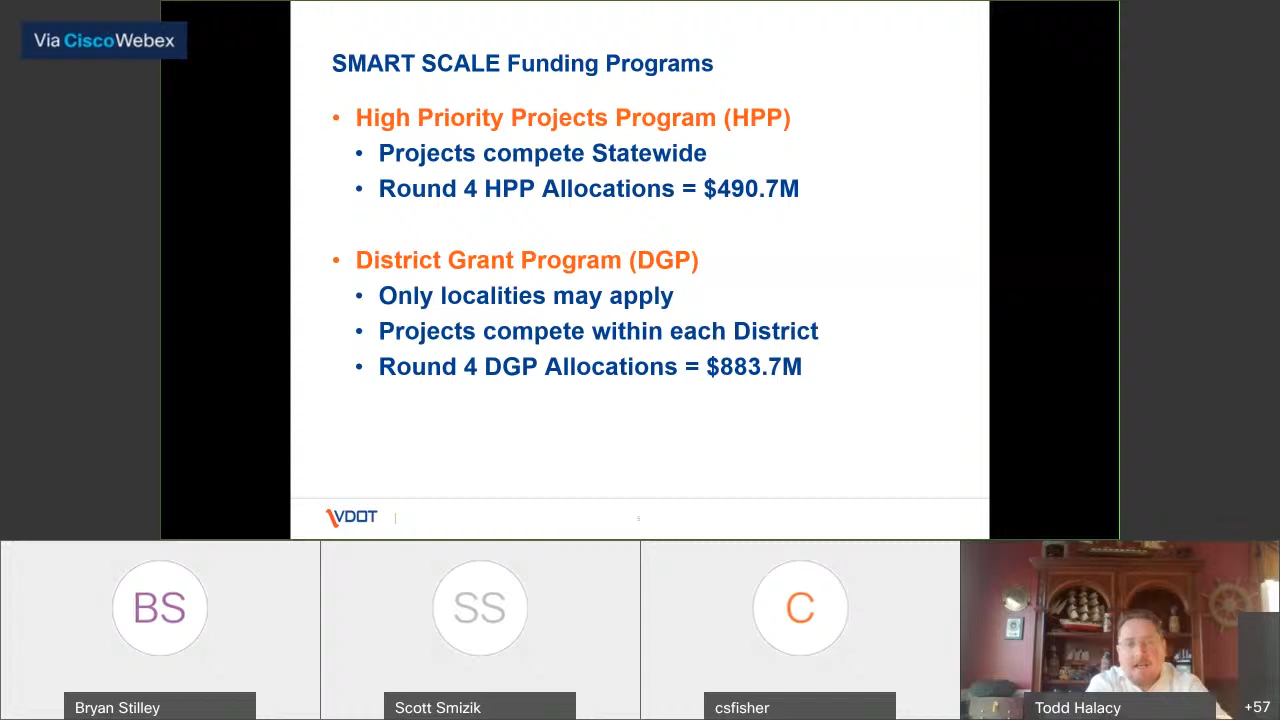 Via CiscoWebex
SMART SCALE Funding Programs
• High Priority Projects Program (HPP)
• Projects compete Statewide
• Round 4 HPP Allocations = $490.7M
• District Grant Program (DGP)
• Only localities may apply
• Projects compete within each District
• Round 4 DGP Allocations = $883.7M
VDOT
BS
SS
C
Bryan Stilley
Scott Smizik
csfisher
Todd Halacy
+57